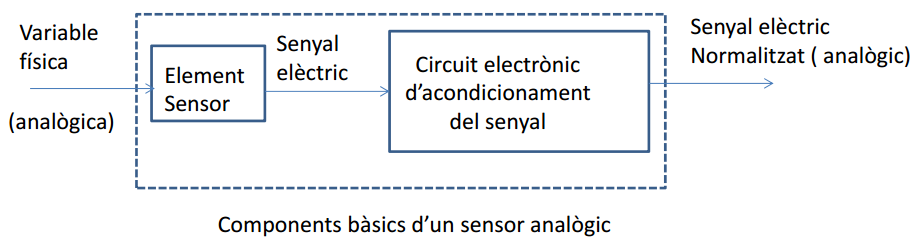 Variable
física
(analògica)
Element
Sensor
Senyal
elèctric
Circuit electrònic
d'acondicionament
del senyal
Senyal elèctric
Normalitzat ( analògic)
Components bàsics d'un sensor analògic